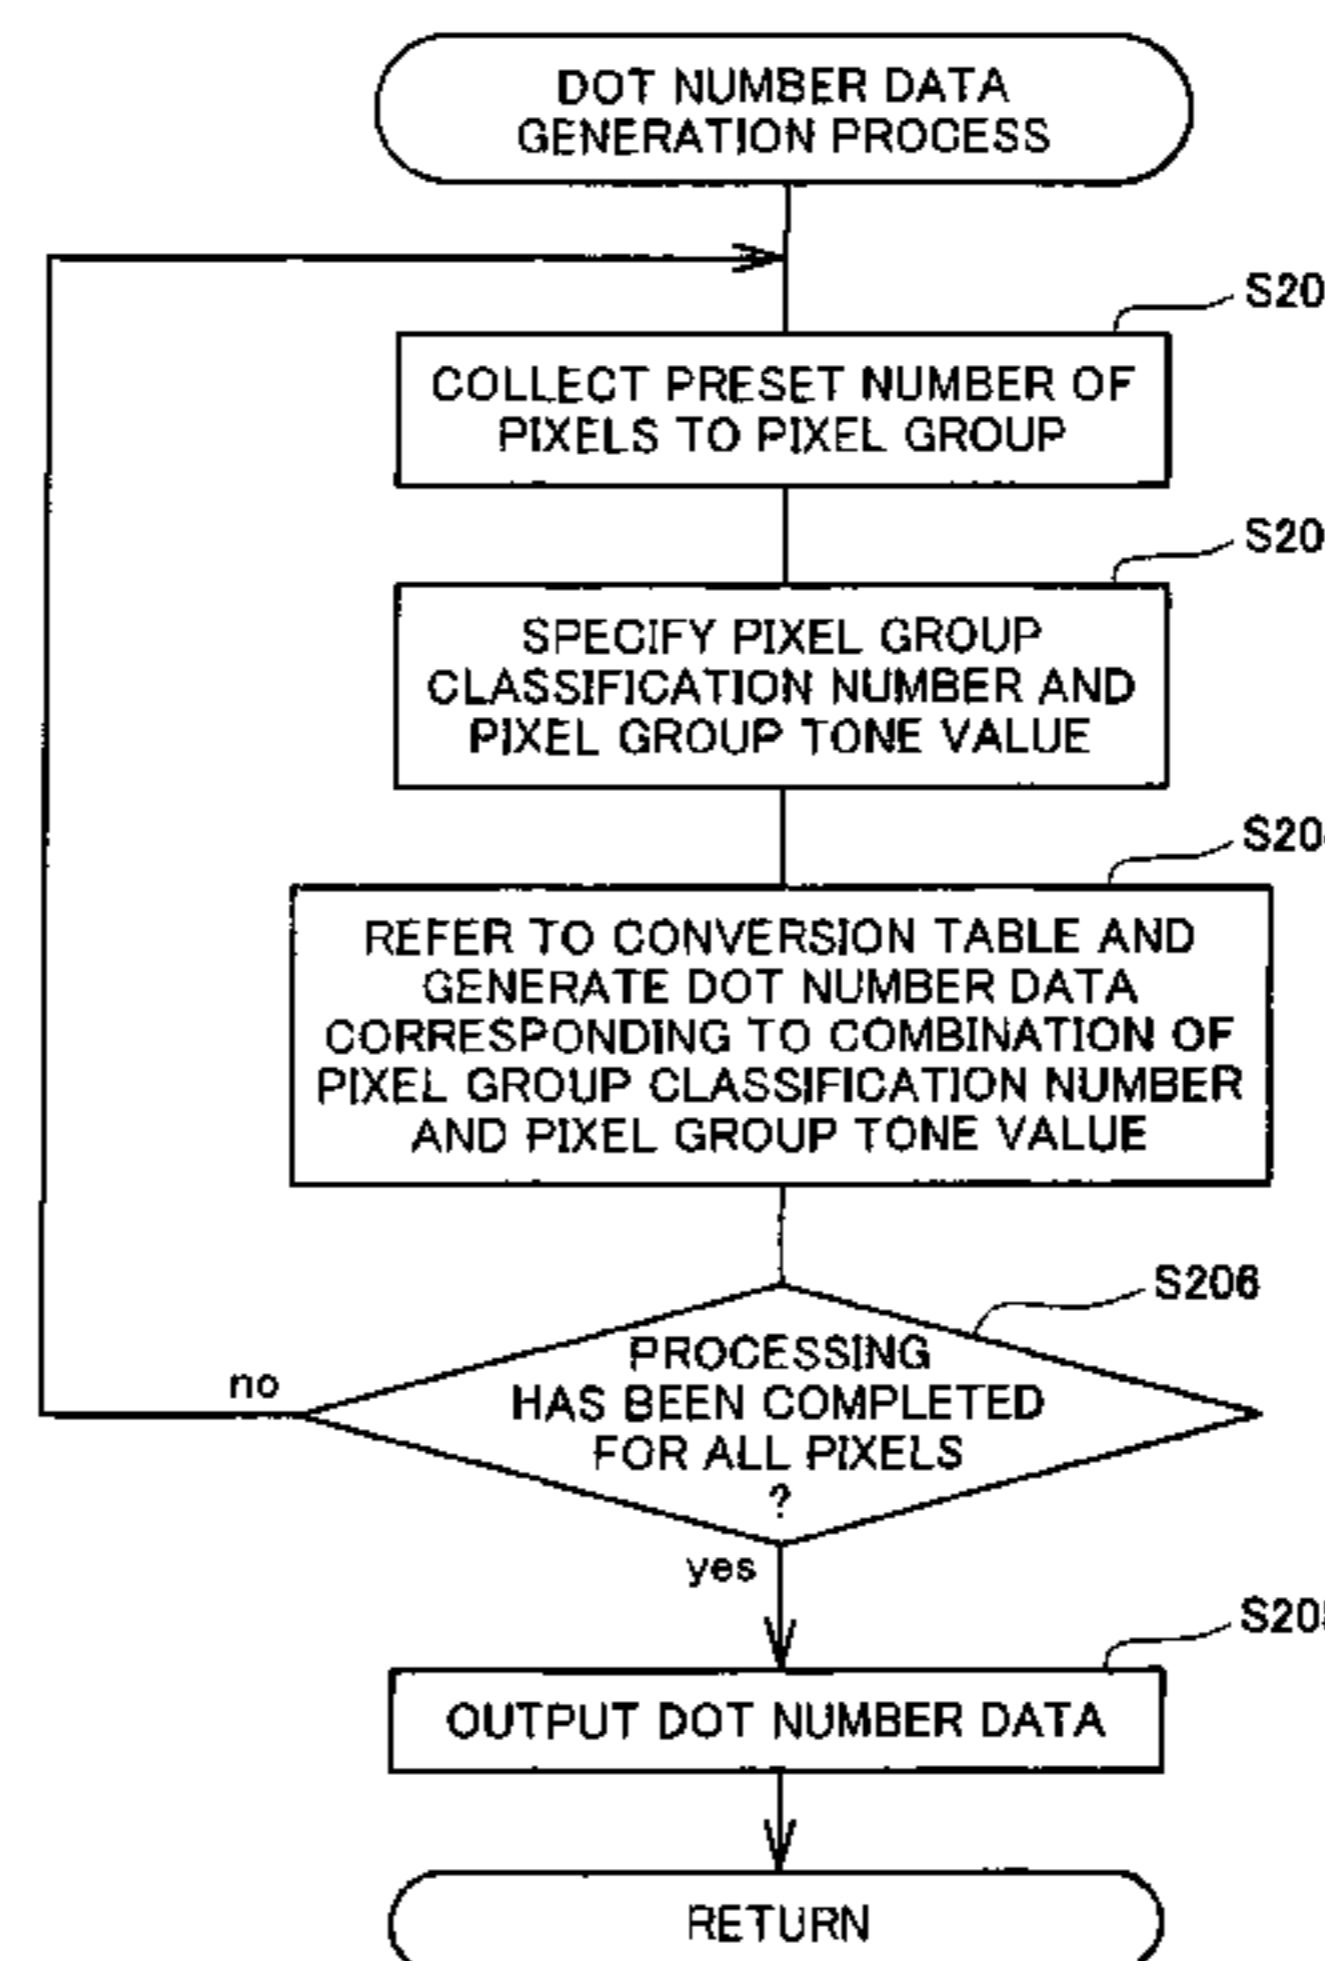 DOT NUMBER DATA
GENERATION PROCESS
S20
COLLECT PRESET NUMBER OF
PIXELS TO PIXEL GROUP
S20
SPECIFY PIXEL GROUP
CLASSIFICATION NUMBER AND
PIXEL GROUP TONE VALUE
S20
REFER TO CONVERSION TABLE AND
GENERATE DOT NUMBER DATA
CORRESPONDING TO COMBINATION OF
PIXEL GROUP CLASSIFICATION NUMBER
AND PIXEL GROUP TONE VALUE
S206
PROCESSING
HAS BEEN COMPLETED
FOR ALL PIXELS
?
no
yes
S20
OUTPUT DOT NUMBER DATA
RETURN